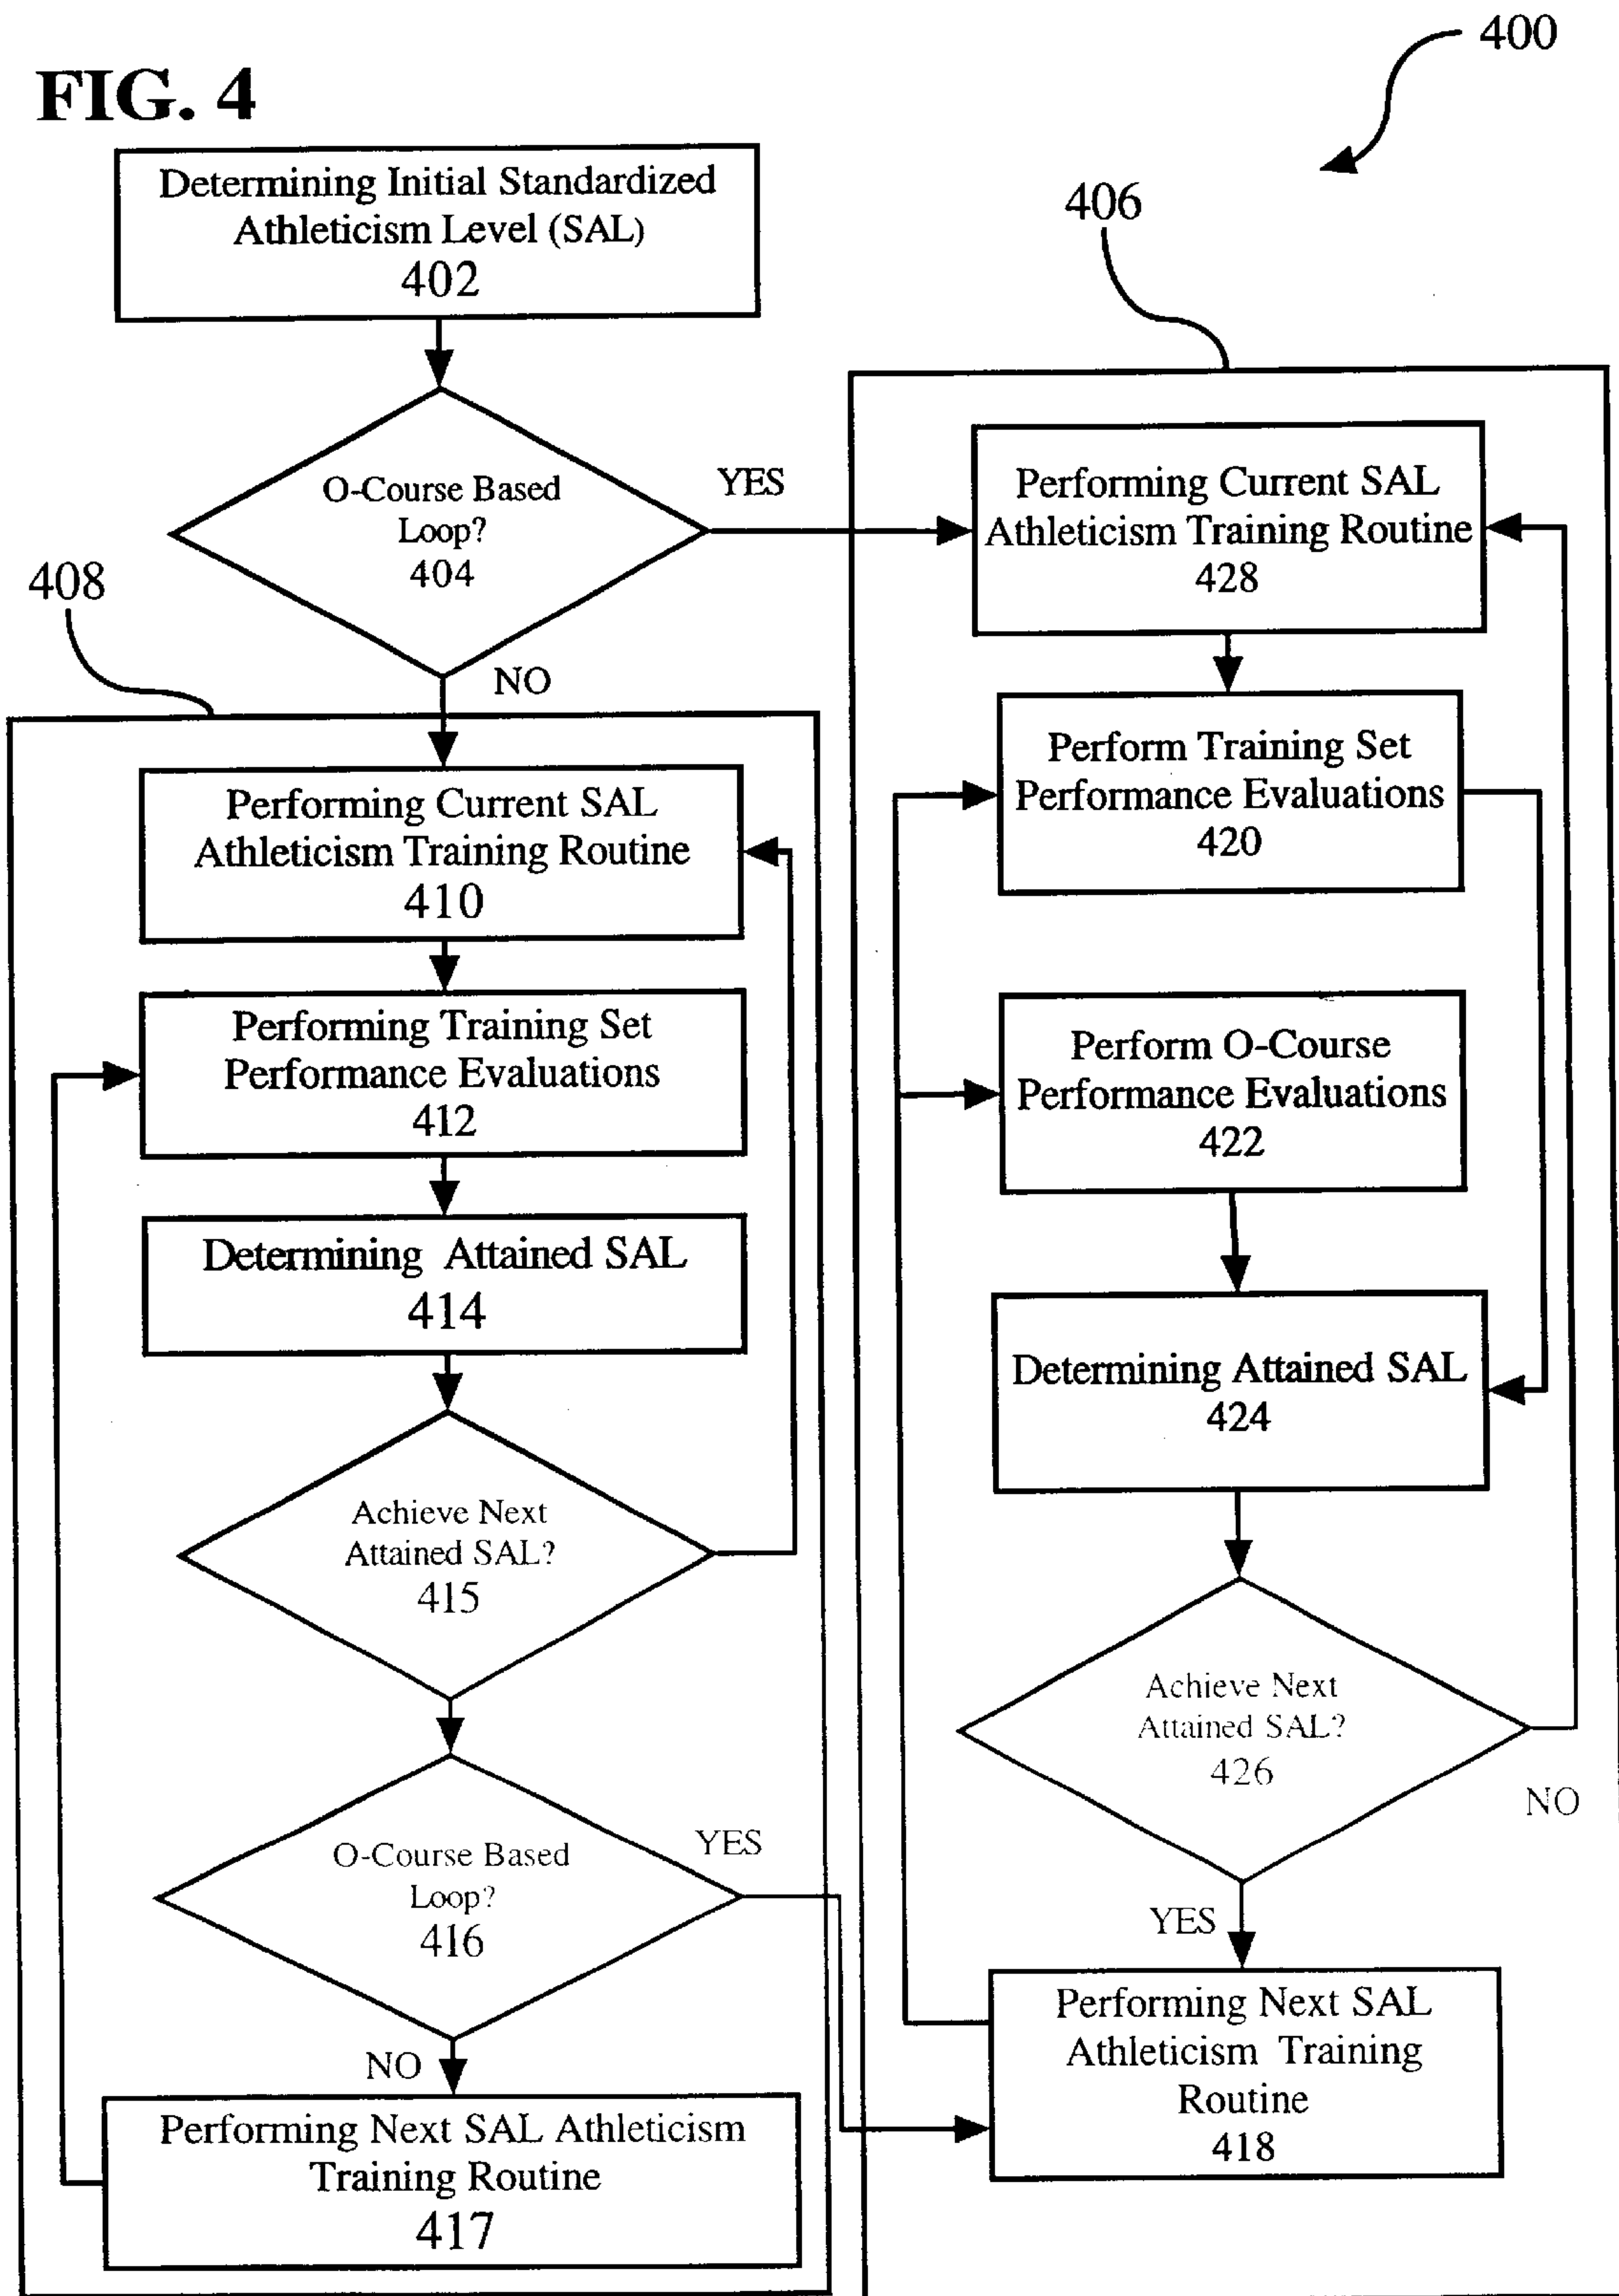 FIG. 4
400
Determining Initial Standardized
Athleticism Level (SAL)
402
O-Course Based
Loop?
404
YES
NO
408
Performing Current SAL
Athleticism Training Routine
410
Performing Training Set
Performance Evaluations
412
Determining Attained SAL
414
Achieve Next
Attained SAL?
415
O-Course Based
Loop?
416
YES
NO
Performing Next SAL Athleticism
Training Routine
417
406
Performing Current SAL
Athleticism Training Routine
428
Perform Training Set
Performance Evaluations
420
Perform O-Course
Performance Evaluations
422
Determining Attained SAL
424
Achieve Next
Attained SAL?
426
NO
YES
Performing Next SAL
Athleticism Training
Routine
418